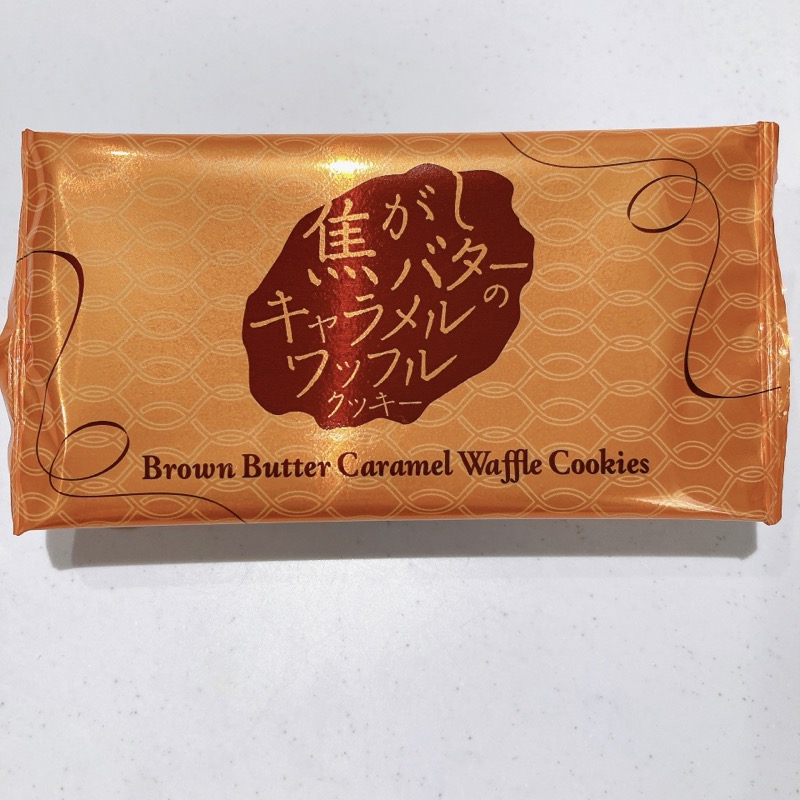 焦がし
バターの
キャラメル
ワッフル
クッキー
Brown Butter Caramel Waffle Cookies